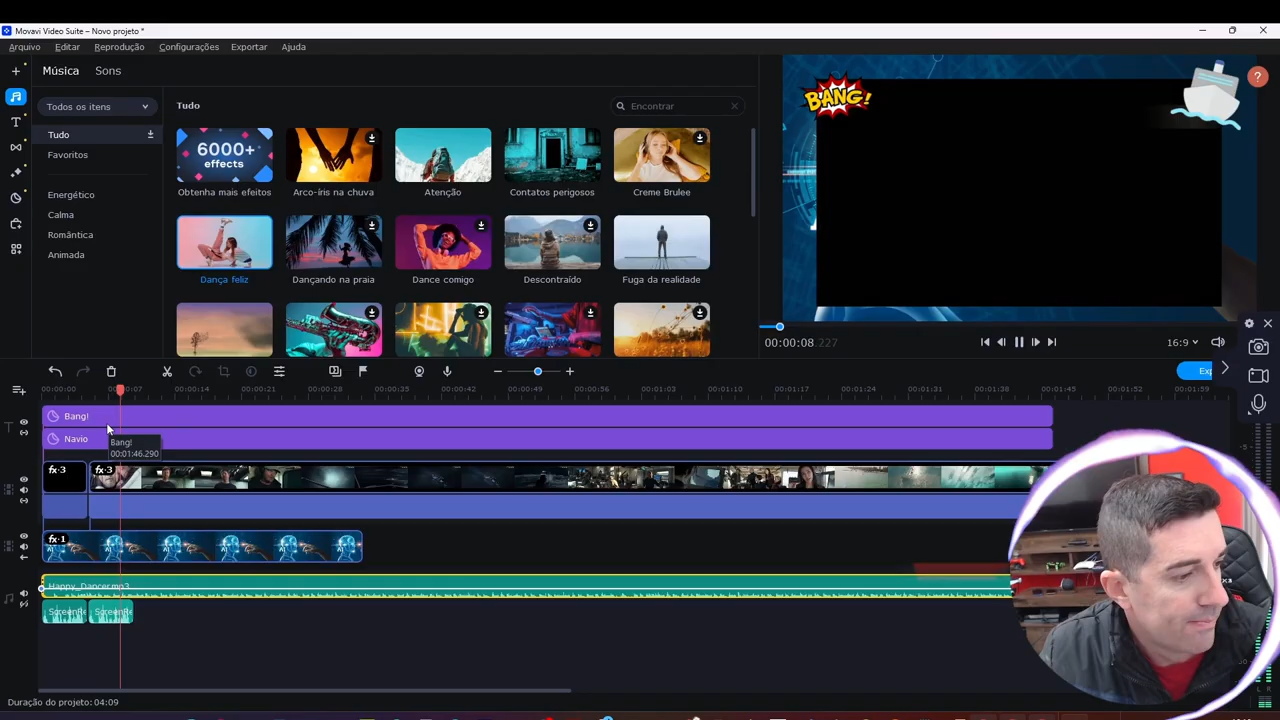 Movavi Video Suite – Novo projeto *
Arquivo Editar Reprodução Configurações Exportar Ajuda
Música Sons
Todos os itens
Tudo
Encontrar
Tudo
Favoritos
Energético
Calma
Romântica
Animada
6000+
effects
Obtenha mais efeitos
Arco-íris na chuva
Atenção
Contatos perigosos
Creme Brulee
Dança feliz
Dançando na praia
Dance comigo
Descontraído
Fuga da realidade
BANG!
?
00:00:08.227
16:9
Exp
00:00:00 00:00:07 00:00:14 00:00:21 00:00:28 00:00:35 00:00:42 00:00:49 00:00:56 00:01:03 00:01:10 00:01:17 00:01:24 00:01:31 00:01:38 00:01:45 00:01:52 00:01:59
Bang!
Navio
Bang!
00:01:46.290
fx·3
fx·3
fx·1
Happy_Dancer.mp3
ScreenRe
ScreenRe
-5
L R
Duração do projeto: 04:09